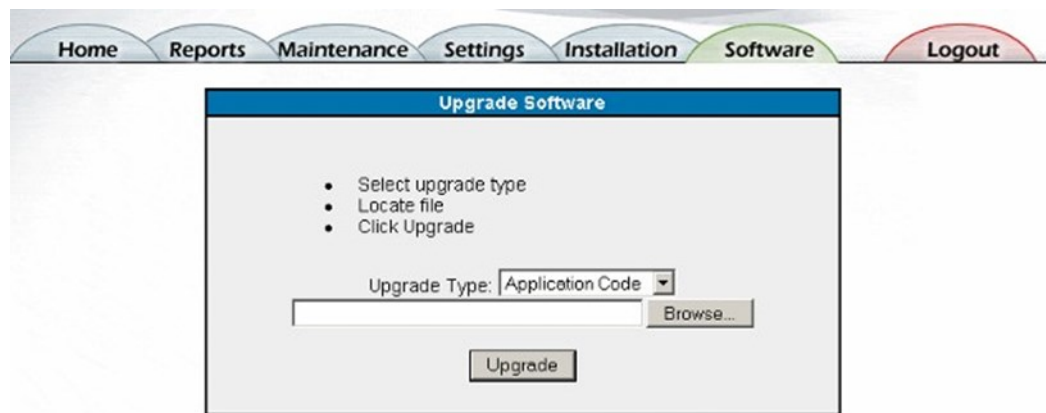 Home Reports Maintenance Settings Installation Software Logout
Upgrade Software
• Select upgrade type
• Locate file
• Click Upgrade
Upgrade Type: Application Code
Browse...
Upgrade